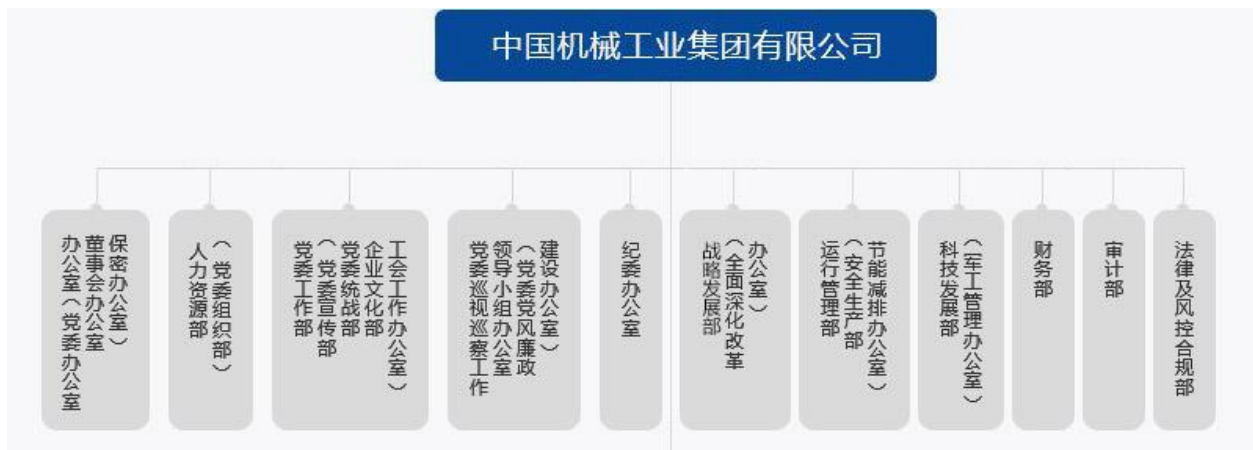 中国机械工业集团有限公司
办公室（党委办公室
董事会办公室
保密办公室）
人力资源部
（党委组织部）
党委工作部
（党委宣传部
党委统战部
企业文化部
工会工作办公室）
党委巡视巡察工作
领导小组办公室
（党委党风廉政
建设办公室）
纪委办公室
战略发展部
（全面深化改革
办公室）
运行管理部
（安全生产部
节能减排办公室）
科技发展部
（军工管理办公室）
财务部
审计部
法律及风控合规部